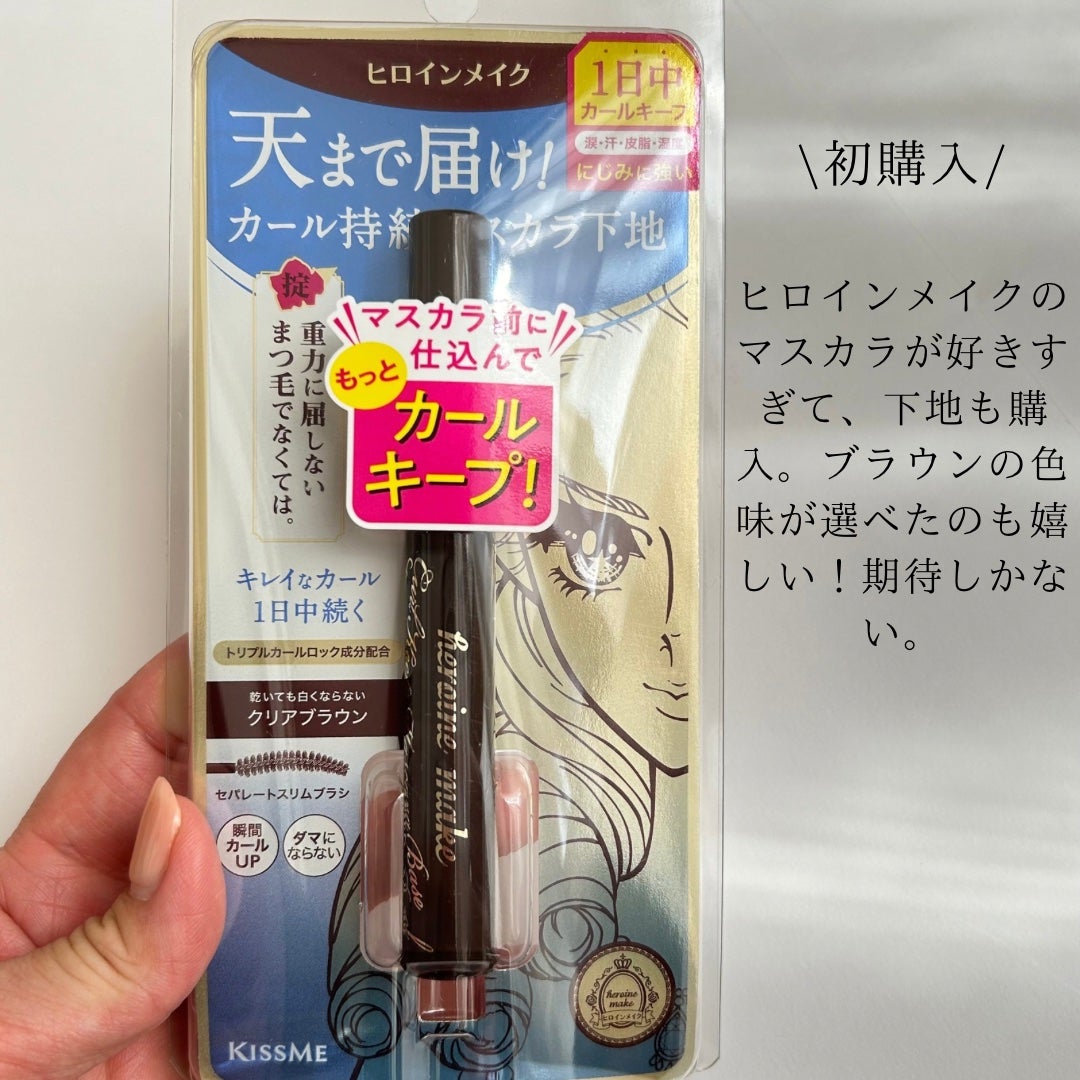 ヒロインメイク
1日中
カールキープ
涙・汗・皮脂・湿度
にじみに強い
天まで届け!
カール持続
スカラ下地
掟
重力に屈しない
まつ毛でなくては。
マスカラ前に
仕込んで
もっと
カール
キープ!
キレイなカール
1日中続く
トリプルカールロック成分配合
乾いても白くならない
クリアブラウン
セパレートスリムブラシ
瞬間
カール
UP
ダマに
ならない
heroine make
Base
heroine
make
ヒロインメイク
KISSME
\初購入/
ヒロインメイクの
マスカラが好きす
ぎて、下地も購
入。ブラウンの色
味が選べたのも嬉
しい！期待しかな
い。